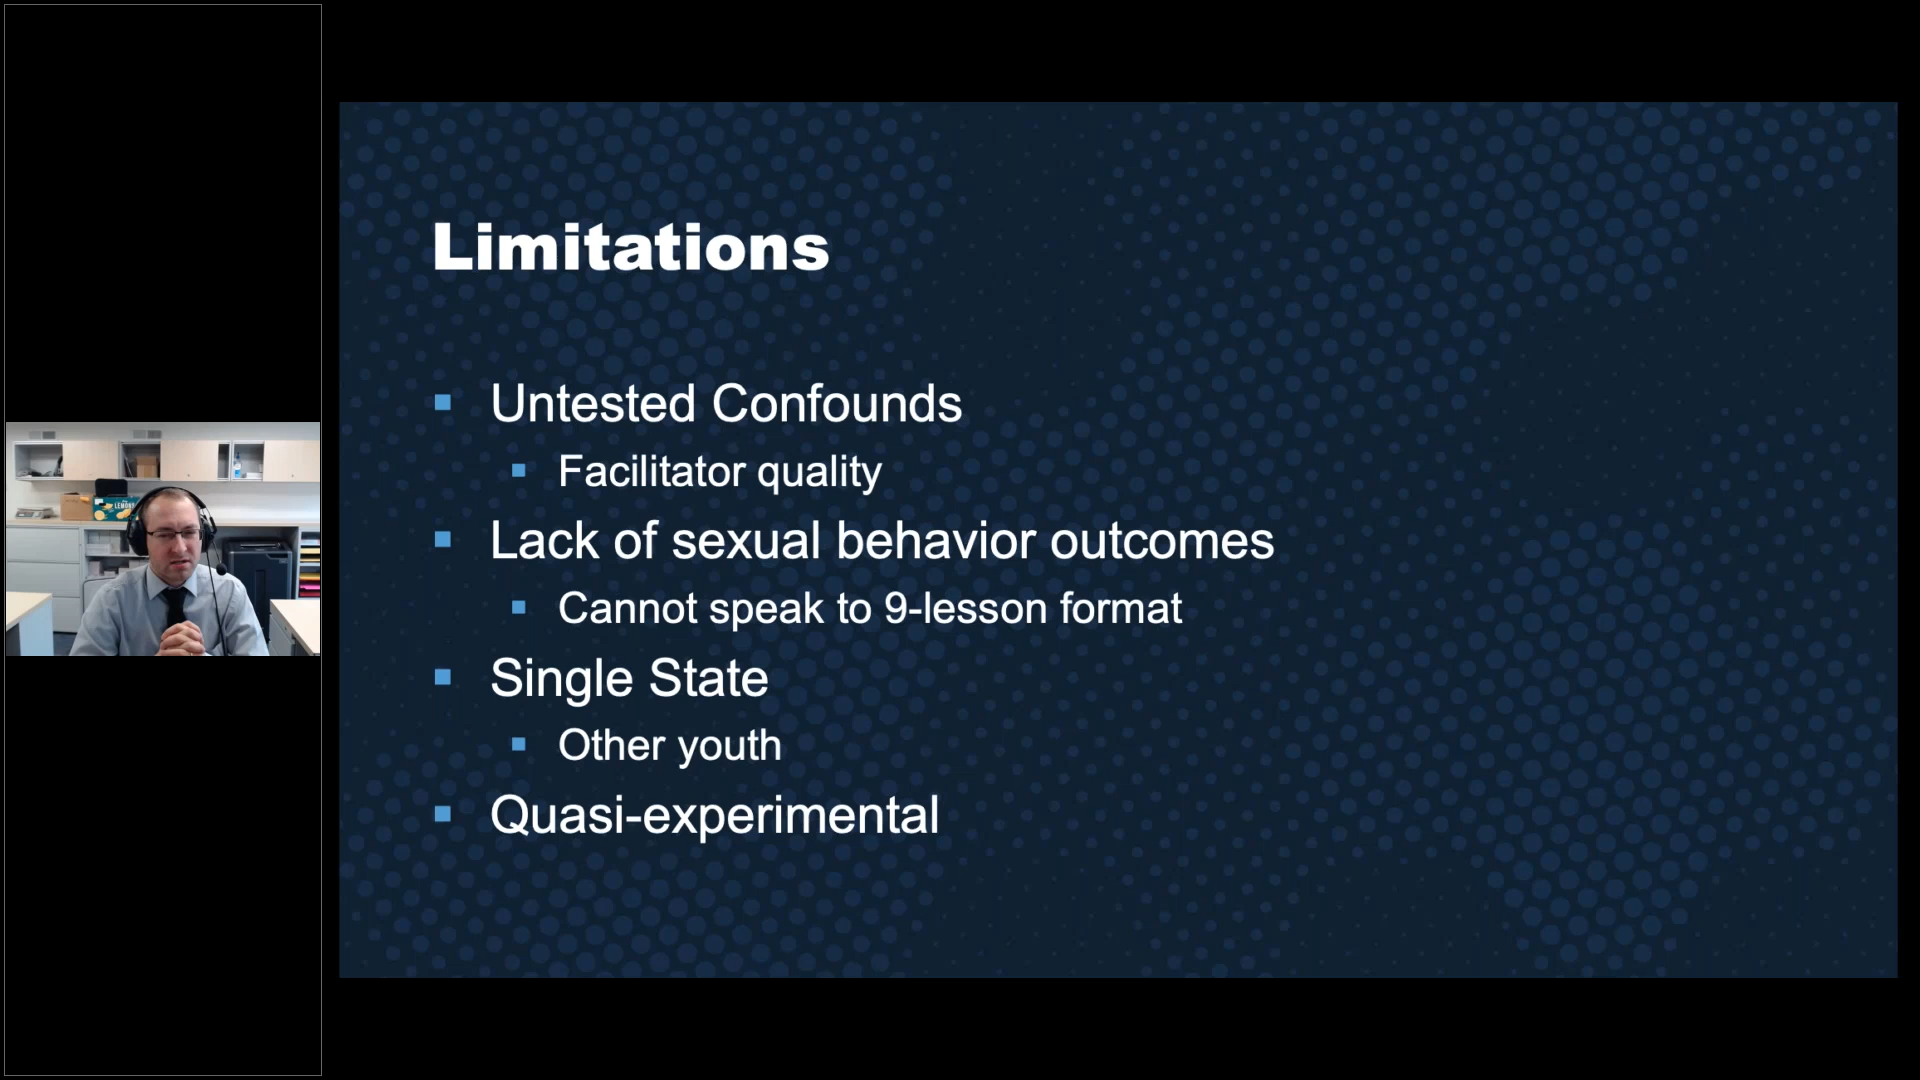 Limitations
Untested Confounds
Facilitator quality
Lack of sexual behavior outcomes
Cannot speak to 9-lesson format
Single State
Other youth
Quasi-experimental